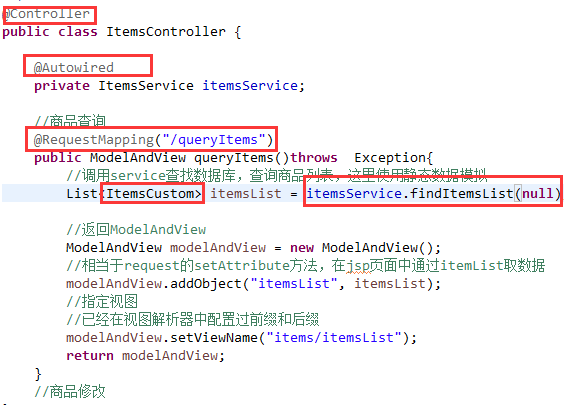 @Controller
public class ItemsController {
@Autowired
private ItemsService itemsService;
//商品查询
@RequestMapping("/queryItems")
public ModelAndView queryItems()throws  Exception{
//调用service查找数据库，查询商品列表，这里使用静态数据模拟
List<ItemsCustom> itemsList = itemsService.findItemsList(null)
//返回ModelAndView
ModelAndView modelAndView = new ModelAndView();
//相当于request的setAttribute方法，在jsp页面中通过itemList取数据
modelAndView.addObject("itemsList", itemsList);
//指定视图
//已经在视图解析器中配置过前缀和后缀
modelAndView.setViewName("items/itemsList");
return modelAndView;
}
//商品修改